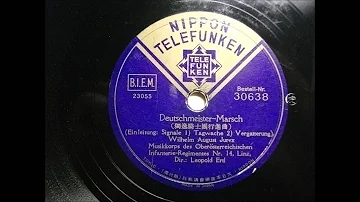 NIPPON
TELEFUNKEN
TELE
FUN
KEN
B.I.E.M.
23055
Bestell-Nr.
30638
Deutschmeister-Marsch
(Einleitung: Signale 1) Tagwache 2) Vergatterung)
Wilhelm August Jurek
Musikkorps des Oberösterreichischen
Infanterie-Regimentes Nr. 14, Linz,
Dir.: Leopold Ertl